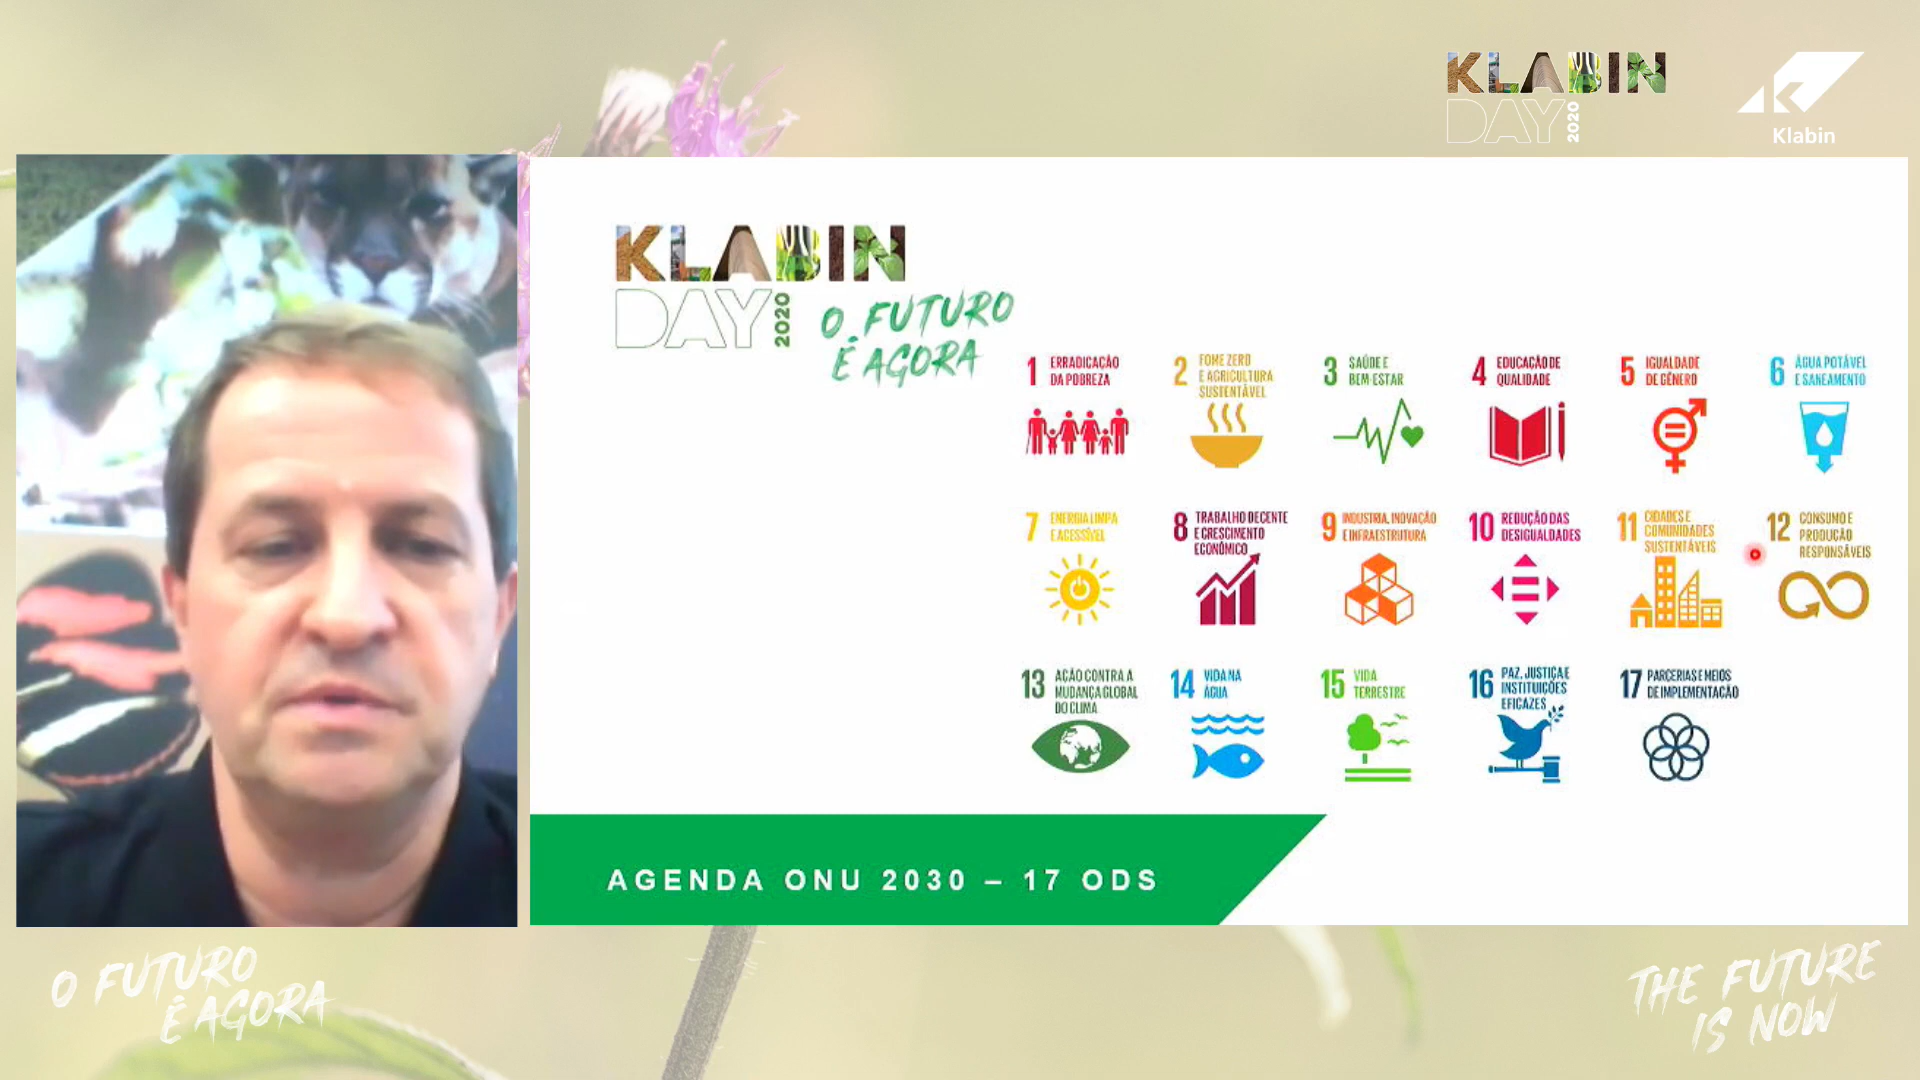 KLABIN
DAY 2020
Klabin
KLABIN
DAY 2020
O FUTURO
É AGORA
1 ERRADICAÇÃO
DA POBREZA
2 FOME ZERO
E AGRICULTURA
SUSTENTÁVEL
3 SAÚDE E
BEM-ESTAR
4 EDUCAÇÃO DE
QUALIDADE
5 IGUALDADE
DE GÊNERO
6 ÁGUA POTÁVEL
E SANEAMENTO
7 ENERGIA LIMPA
E ACESSÍVEL
8 TRABALHO DECENTE
E CRESCIMENTO
ECONÔMICO
9 INDUSTRIA, INOVAÇÃO
E INFRAESTRUTURA
10 REDUÇÃO DAS
DESIGUALDADES
11 CIDADES E
COMUNIDADES
SUSTENTÁVEIS
12 CONSUMO E
PRODUÇÃO
RESPONSÁVEIS
13 AÇÃO CONTRA A
MUDANÇA GLOBAL
DO CLIMA
14 VIDA NA
ÁGUA
15 VIDA
TERRESTRE
16 PAZ, JUSTIÇA E
INSTITUIÇÕES
EFICAZES
17 PARCERIAS E MEIOS
DE IMPLEMENTAÇÃO
AGENDA ONU 2030 – 17 ODS
O FUTURO
É AGORA
THE FUTURE
IS NOW